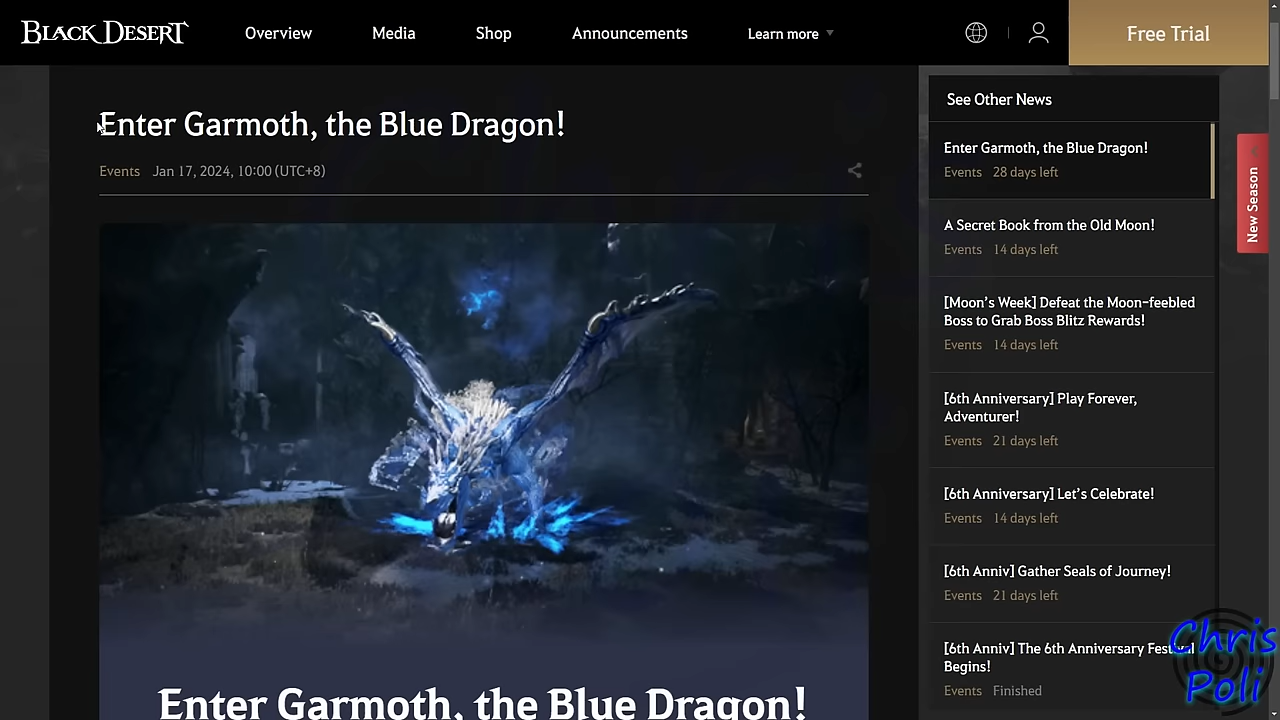 BLACK DESERT
Overview
Media
Shop
Announcements
Learn more
Free Trial
Enter Garmoth, the Blue Dragon!
Events Jan 17, 2024, 10:00 (UTC+8)
Enter Garmoth, the Blue Dragon!
See Other News
Enter Garmoth, the Blue Dragon!
Events 28 days left
A Secret Book from the Old Moon!
Events 14 days left
[Moon's Week] Defeat the Moon-feebled
Boss to Grab Boss Blitz Rewards!
Events 14 days left
[6th Anniversary] Play Forever,
Adventurer!
Events 21 days left
[6th Anniversary] Let's Celebrate!
Events 14 days left
[6th Anniv] Gather Seals of Journey!
Events 21 days left
[6th Anniv] The 6th Anniversary Festival
Begins!
Events Finished
New Season
Chris
Poli